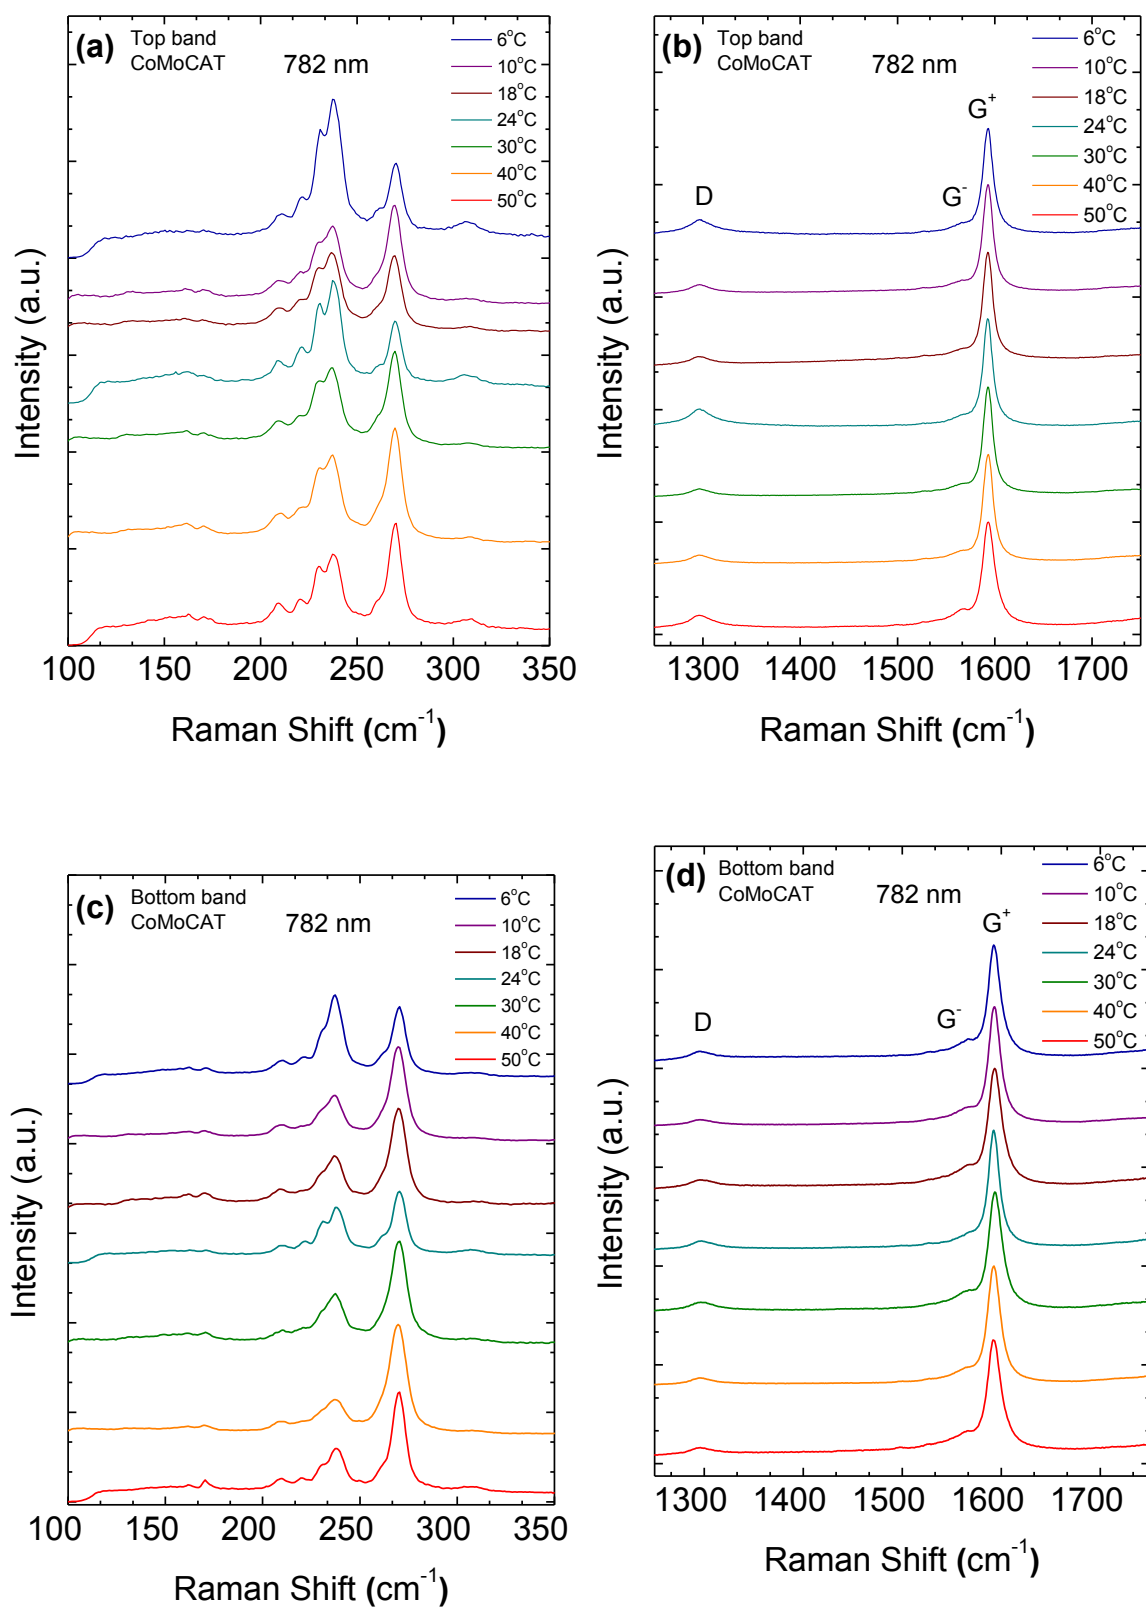 (a) Top band
CoMoCAT 782 nm
6°C
10°C
18°C
24°C
30°C
40°C
50°C
Intensity (a.u.)
100 150 200 250 300 350
Raman Shift (cm⁻¹)
(b) Top band
CoMoCAT 782 nm
6°C
10°C
18°C
24°C
30°C
40°C
50°C
G⁺
D G⁻
Intensity (a.u.)
1300 1400 1500 1600 1700
Raman Shift (cm⁻¹)
(c) Bottom band
CoMoCAT 782 nm
6°C
10°C
18°C
24°C
30°C
40°C
50°C
Intensity (a.u.)
100 150 200 250 300 350
Raman Shift (cm⁻¹)
(d) Bottom band
CoMoCAT 782 nm
6°C
10°C
18°C
24°C
30°C
40°C
50°C
G⁺
D G⁻
Intensity (a.u.)
1300 1400 1500 1600 1700
Raman Shift (cm⁻¹)